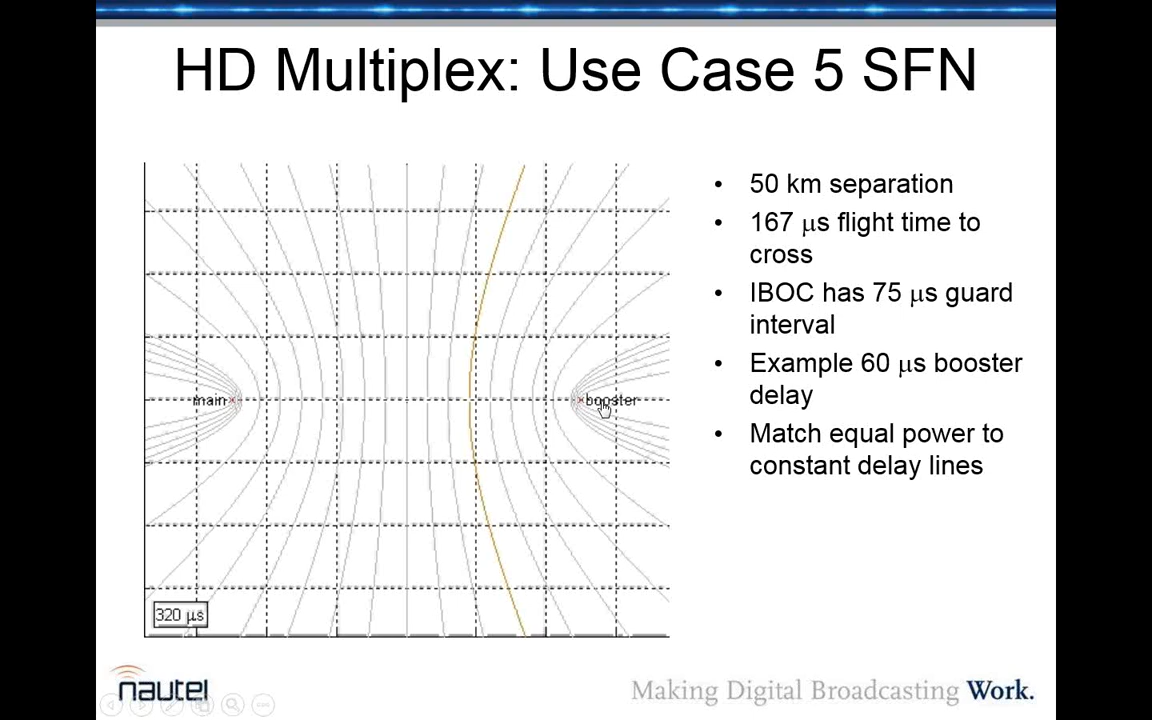 HD Multiplex: Use Case 5 SFN
main
booster
320 μs
• 50 km separation
• 167 μs flight time to
cross
• IBOC has 75 μs guard
interval
• Example 60 μs booster
delay
• Match equal power to
constant delay lines
nautel
Making Digital Broadcasting Work.